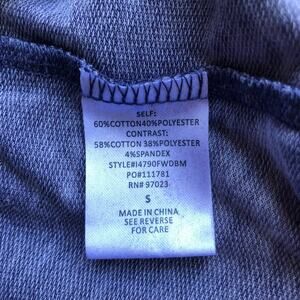 SELF:
60%COTTON40%POLYESTER
CONTRAST:
58%COTTON 38%POLYESTER
4%SPANDEX
STYLE#I4790FWDBM
PO#111781
RN# 97023
S
MADE IN CHINA
SEE REVERSE
FOR CARE